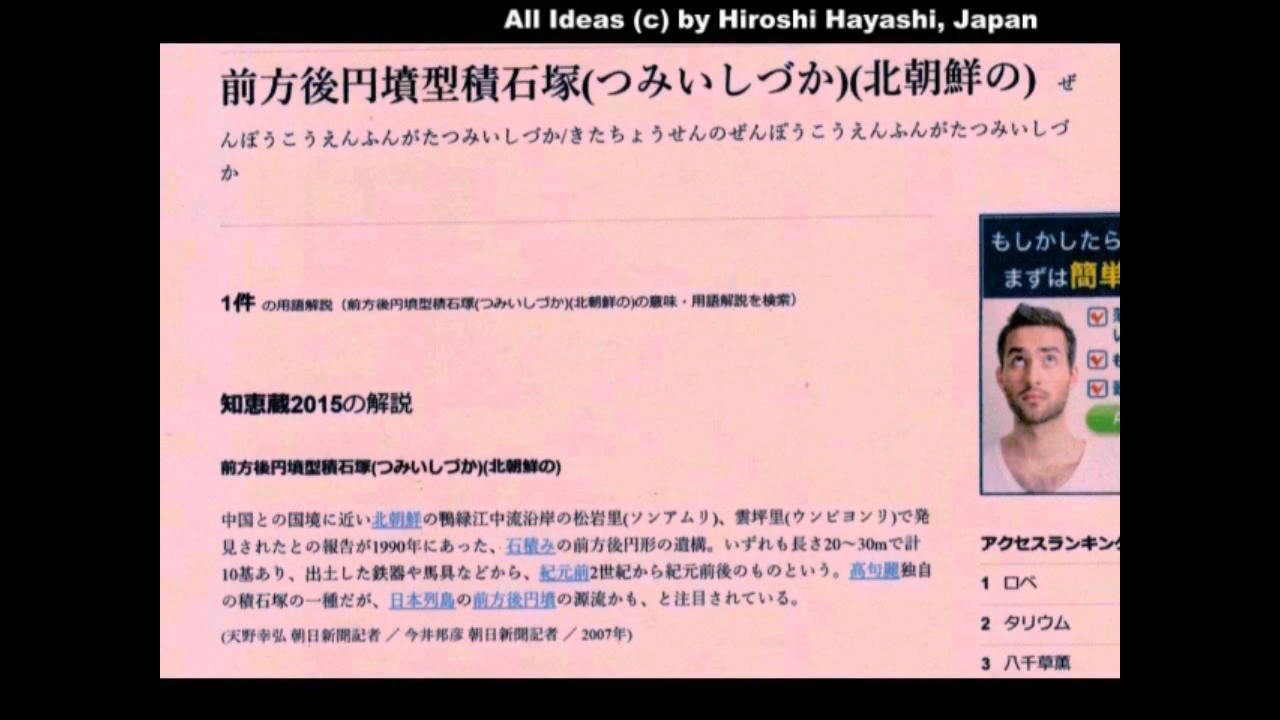 All Ideas (c) by Hiroshi Hayashi, Japan
前方後円墳型積石塚(つみいしづか)(北朝鮮の) ぜ
んぽうこうえんふんがたつみいしづか/きたちょうせんのぜんぽうこうえんふんがたつみいしづ
か
1件 の用語解説（前方後円墳型積石塚(つみいしづか)(北朝鮮の)の意味・用語解説を検索）
知恵蔵2015の解説
前方後円墳型積石塚(つみいしづか)(北朝鮮の)
中国との国境に近い北朝鮮の鴨緑江中流沿岸の松岩里(ソンアムリ)、雲坪里(ウンピョンリ)で発
見されたとの報告が1990年にあった、石積みの前方後円形の遺構。いずれも長さ20～30mで計
10基あり、出土した鉄器や馬具などから、紀元前2世紀から紀元前後のものという。高句麗独自
の積石塚の一種だが、日本列島の前方後円墳の源流かも、と注目されている。
(天野幸弘 朝日新聞記者 ／ 今井邦彦 朝日新聞記者 ／ 2007年)
もしかしたら
まずは簡単
アクセスランキング
1 ロベ
2 タリウム
3 八千草薫